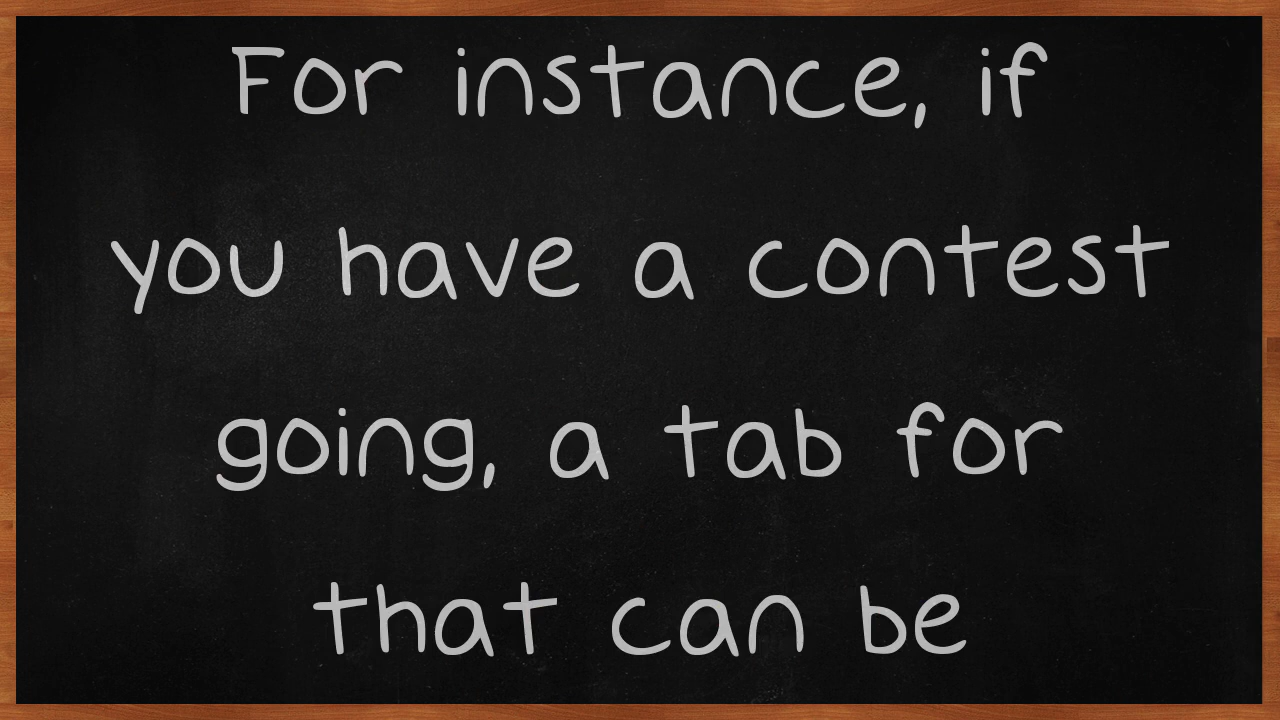 For instance, if
you have a contest
going, a tab for
that can be